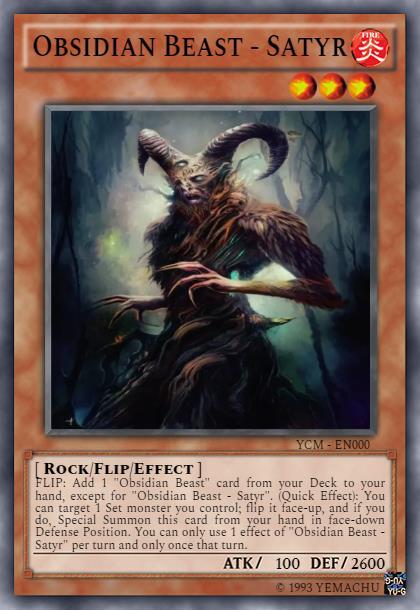 OBSIDIAN BEAST - SATYR
FIRE
炎
YCM - EN000
[ ROCK/FLIP/EFFECT ]
FLIP: Add 1 "Obsidian Beast" card from your Deck to your
hand, except for "Obsidian Beast - Satyr". (Quick Effect): You
can target 1 Set monster you control; flip it face-up, and if you
do, Special Summon this card from your hand in face-down
Defense Position. You can only use 1 effect of "Obsidian Beast -
Satyr" per turn and only once that turn.
ATK/ 100 DEF/2600
© 1993 YEMACHU